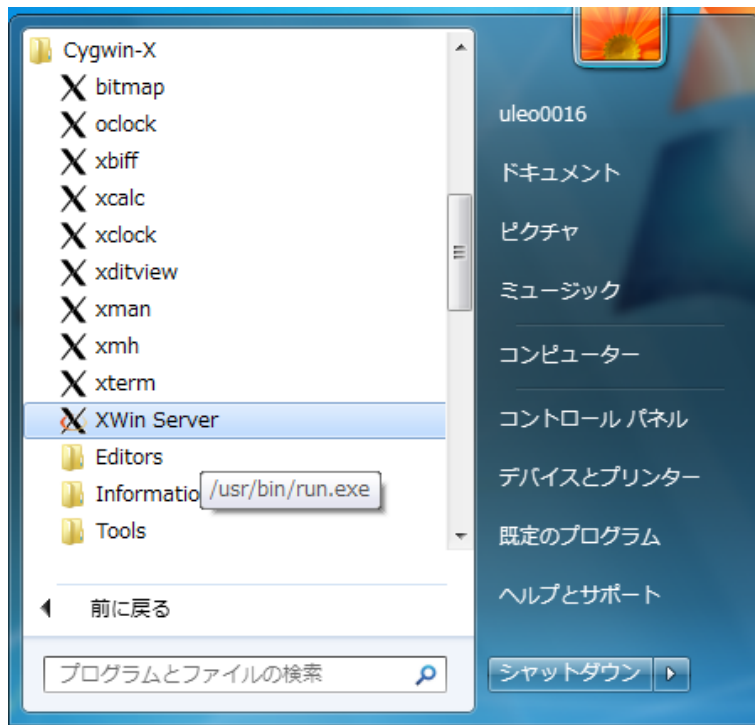 Cygwin-X
bitmap
oclock
xbiff
xcalc
xclock
xditview
xman
xmh
xterm
XWin Server
Editors
Informatio
/usr/bin/run.exe
Tools
前に戻る
プログラムとファイルの検索
uleo0016
ドキュメント
ピクチャ
ミュージック
コンピューター
コントロール パネル
デバイスとプリンター
既定のプログラム
ヘルプとサポート
シャットダウン